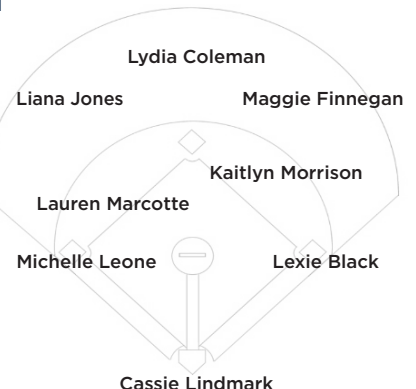 Lydia Coleman
Liana Jones
Maggie Finnegan
Kaitlyn Morrison
Lauren Marcotte
Michelle Leone
Lexie Black
Cassie Lindmark